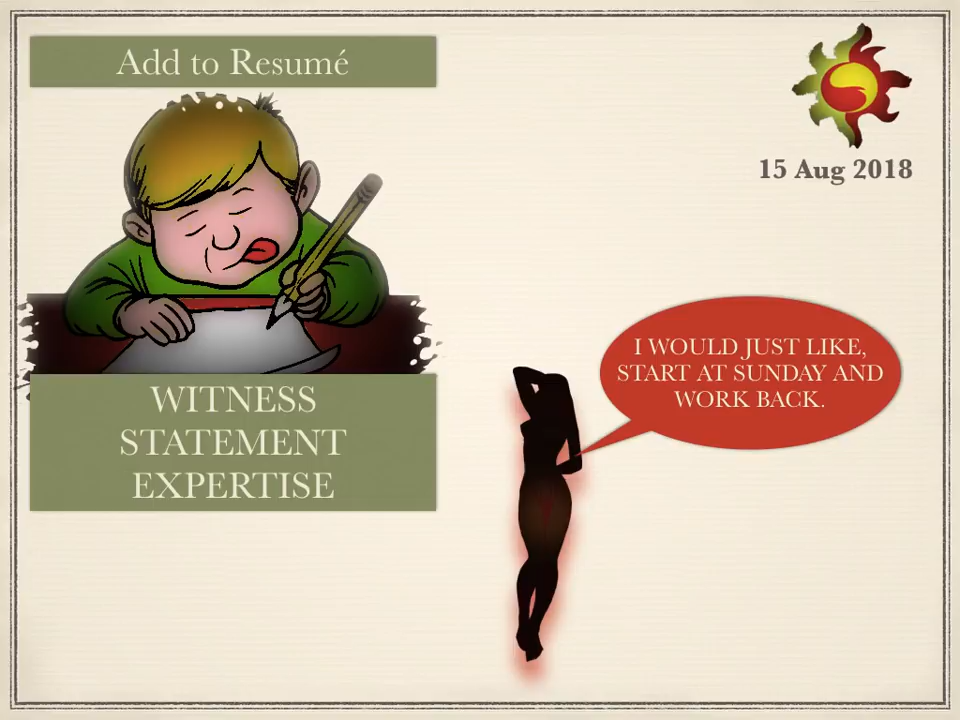 Add to Resumé
15 Aug 2018
WITNESS
STATEMENT
EXPERTISE
I WOULD JUST LIKE,
START AT SUNDAY AND
WORK BACK.